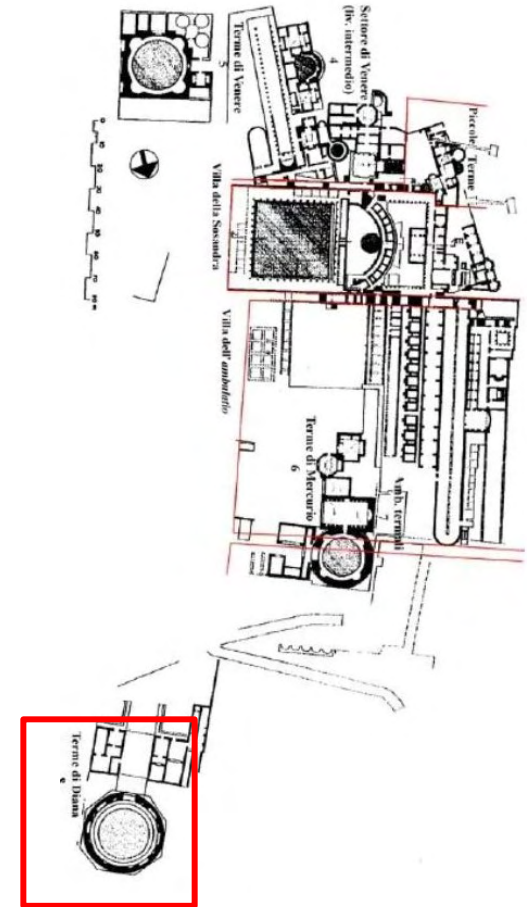 Settore di Venere
(liv. intermedio)
4
Terme di Venere
5
Piccole Terme
Villa della Sosandra
Villa dell'ambulatio
Terme di Mercurio
6
Amb. termali
Terme di Diana